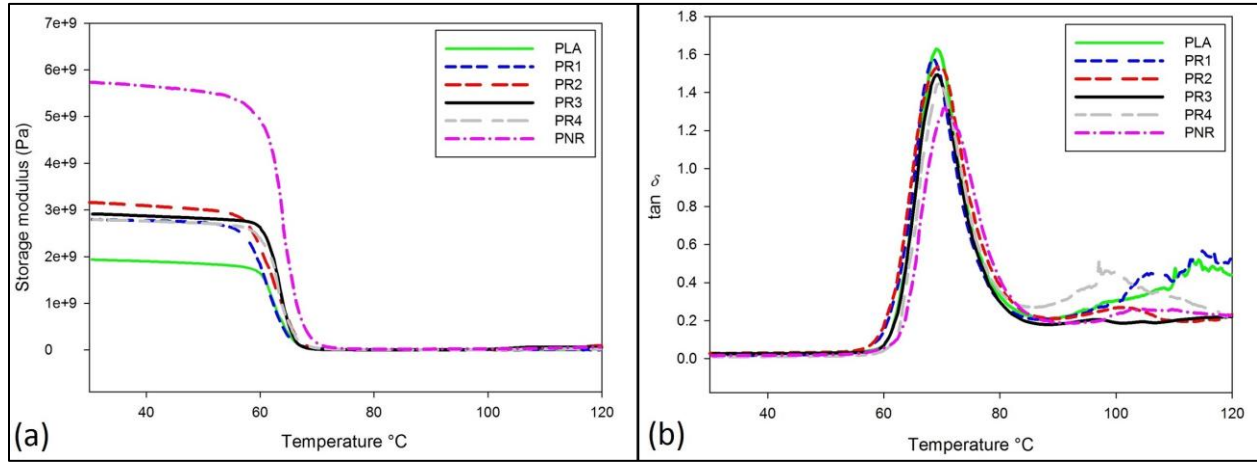 7e+9
6e+9
5e+9
4e+9
3e+9
2e+9
1e+9
0
Storage modulus (Pa)
PLA
PR1
PR2
PR3
PR4
PNR
40
60
80
100
120
Temperature °C
(a)
1.8
1.6
1.4
1.2
1.0
0.8
0.6
0.4
0.2
0.0
tan δ
PLA
PR1
PR2
PR3
PR4
PNR
40
60
80
100
120
Temperature °C
(b)